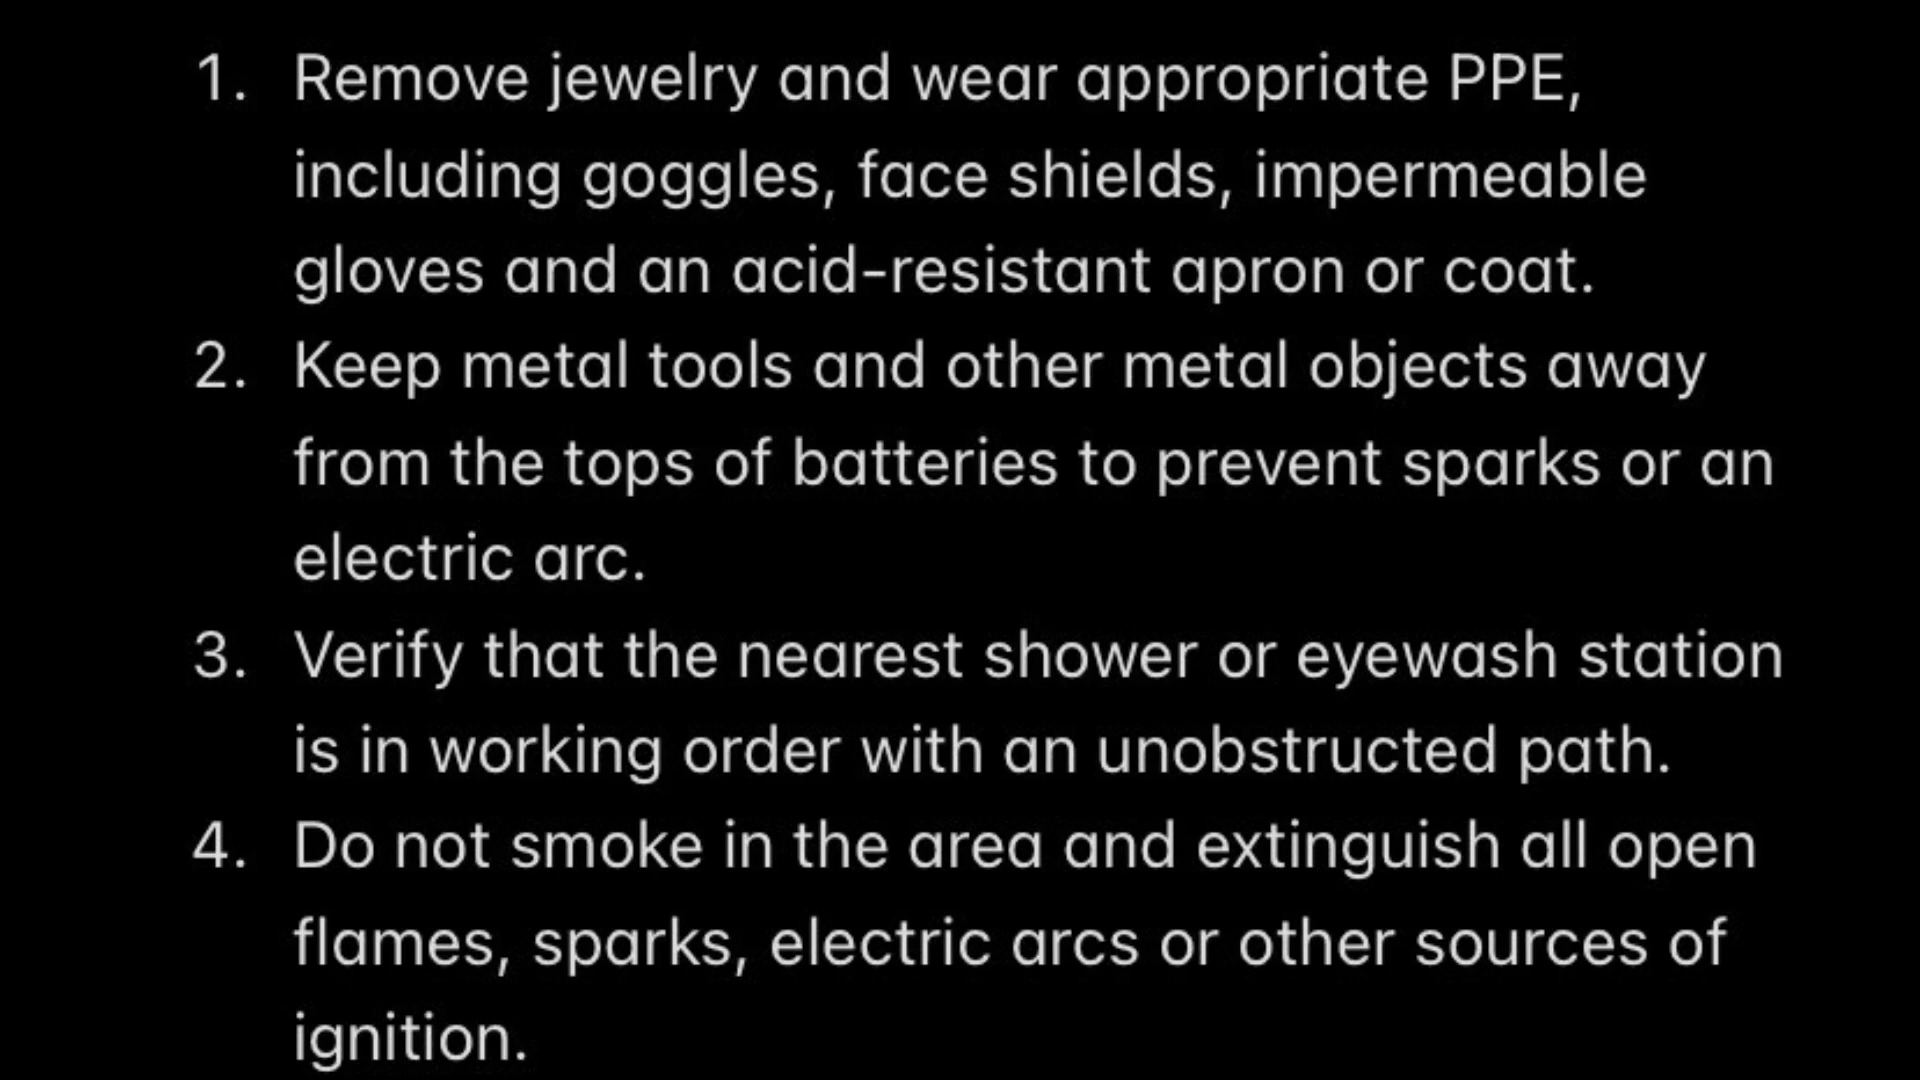 1. Remove jewelry and wear appropriate PPE,
including goggles, face shields, impermeable
gloves and an acid-resistant apron or coat.
2. Keep metal tools and other metal objects away
from the tops of batteries to prevent sparks or an
electric arc.
3. Verify that the nearest shower or eyewash station
is in working order with an unobstructed path.
4. Do not smoke in the area and extinguish all open
flames, sparks, electric arcs or other sources of
ignition.